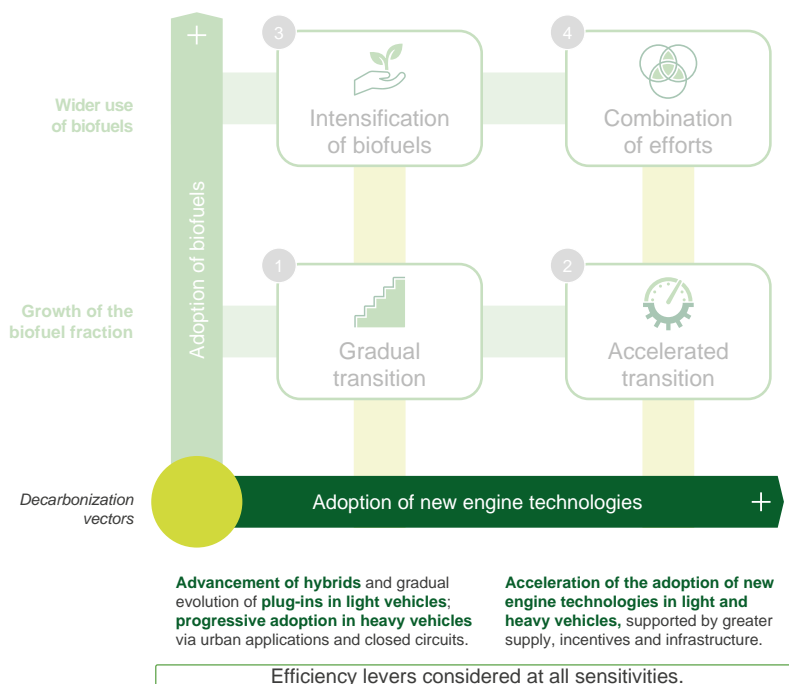 3
4
Wider use
of biofuels
Intensification
of biofuels
Combination
of efforts
Adoption of biofuels
1
2
Growth of the
biofuel fraction
Gradual
transition
Accelerated
transition
Decarbonization
vectors
Adoption of new engine technologies
Advancement of hybrids and gradual
evolution of plug-ins in light vehicles;
progressive adoption in heavy vehicles
via urban applications and closed circuits.
Acceleration of the adoption of new
engine technologies in light and
heavy vehicles, supported by greater
supply, incentives and infrastructure.
Efficiency levers considered at all sensitivities.